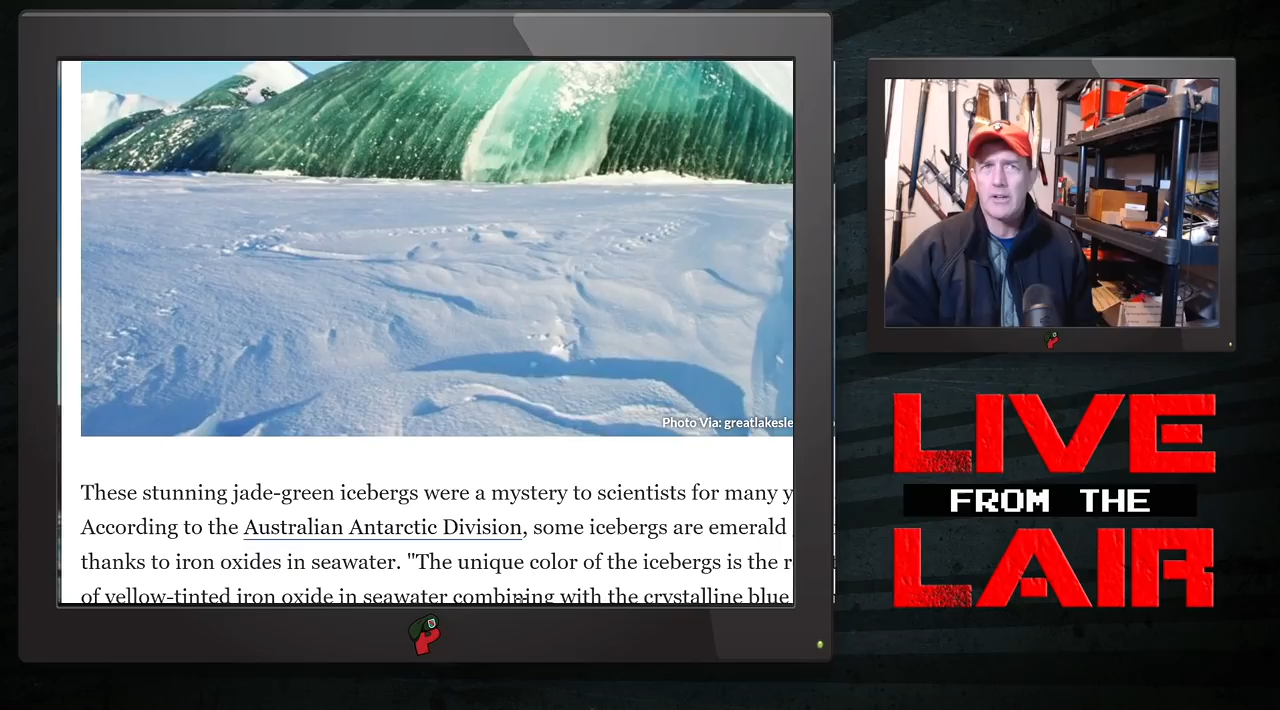 Photo Via: greatlakesle
These stunning jade-green icebergs were a mystery to scientists for many y
According to the Australian Antarctic Division, some icebergs are emerald
thanks to iron oxides in seawater. "The unique color of the icebergs is the r
of yellow-tinted iron oxide in seawater combining with the crystalline blue
LIVE
FROM THE
LAIR